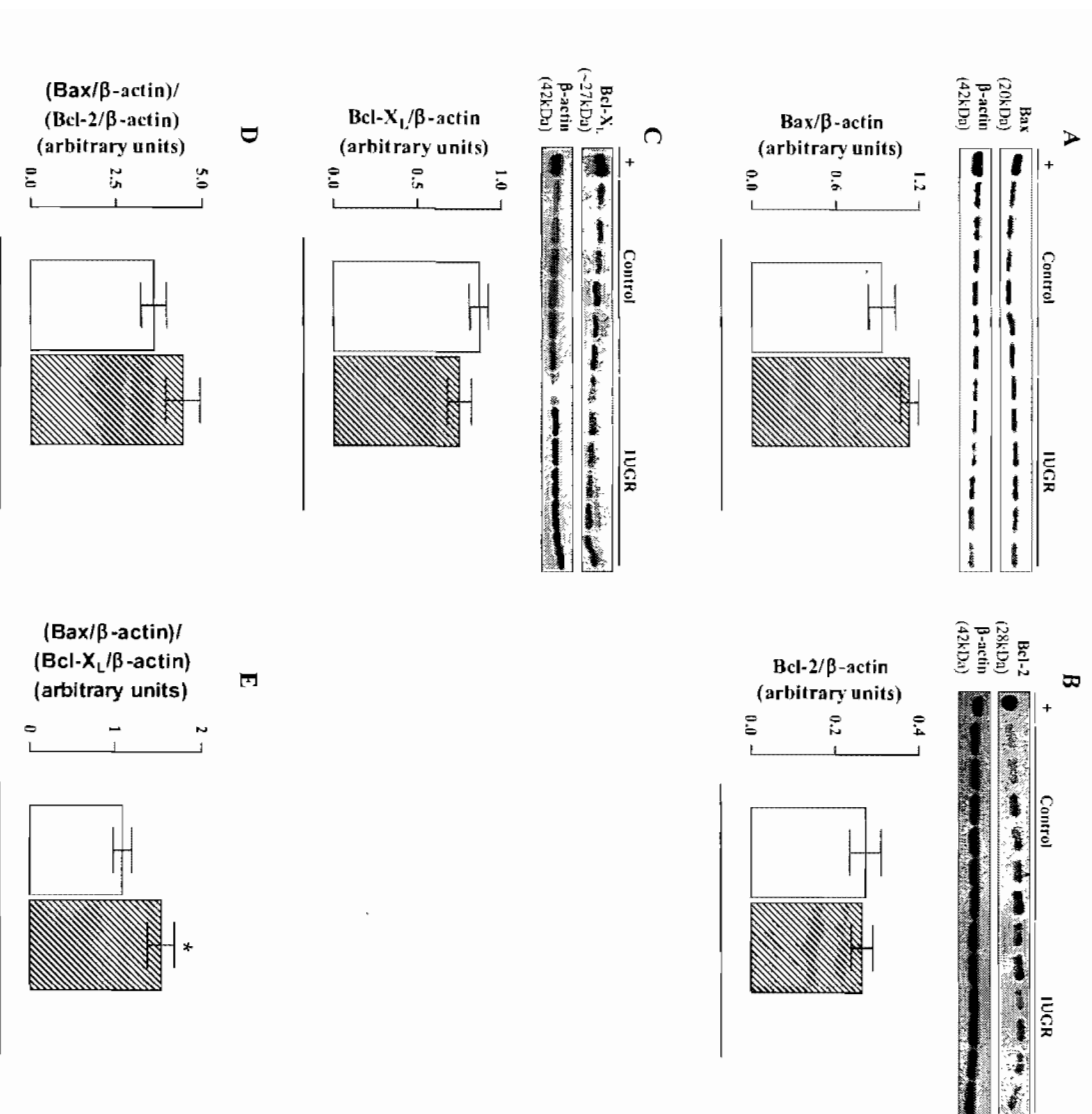 A
+ Control IUGR
Bax
(20kDa)
β-actin
(42kDa)
Bax/β-actin
(arbitrary units)
1.2
0.6
0.0
B
+ Control IUGR
Bcl-2
(28kDa)
β-actin
(42kDa)
Bcl-2/β-actin
(arbitrary units)
0.4
0.2
0.0
C
+ Control IUGR
Bcl-XL
(~27kDa)
β-actin
(42kDa)
Bcl-XL/β-actin
(arbitrary units)
1.0
0.5
0.0
D
(Bax/β-actin)/
(Bcl-2/β-actin)
(arbitrary units)
5.0
2.5
0.0
E
(Bax/β-actin)/
(Bcl-XL/β-actin)
(arbitrary units)
2
1
0
*